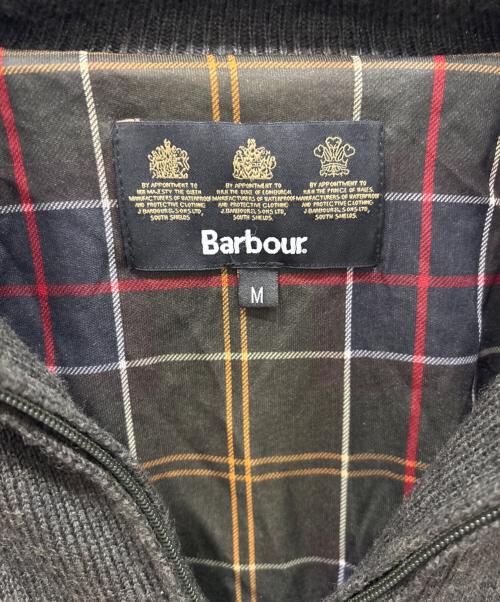 BY APPOINTMENT TO
HER MAJESTY THE QUEEN
MANUFACTURERS OF WATERPROOF
AND PROTECTIVE CLOTHING
J. BARBOUR & SONS LTD,
SOUTH SHIELDS.
BY APPOINTMENT TO
H.R.H. THE DUKE OF EDINBURGH,
MANUFACTURERS OF WATERPROOF
AND PROTECTIVE CLOTHING
J. BARBOUR & SONS LTD,
SOUTH SHIELDS.
BY APPOINTMENT TO
H.R.H. THE PRINCE OF WALES,
MANUFACTURERS OF WATERPROOF
AND PROTECTIVE CLOTHING
J. BARBOUR & SONS LTD,
SOUTH SHIELDS.
Barbour.
M